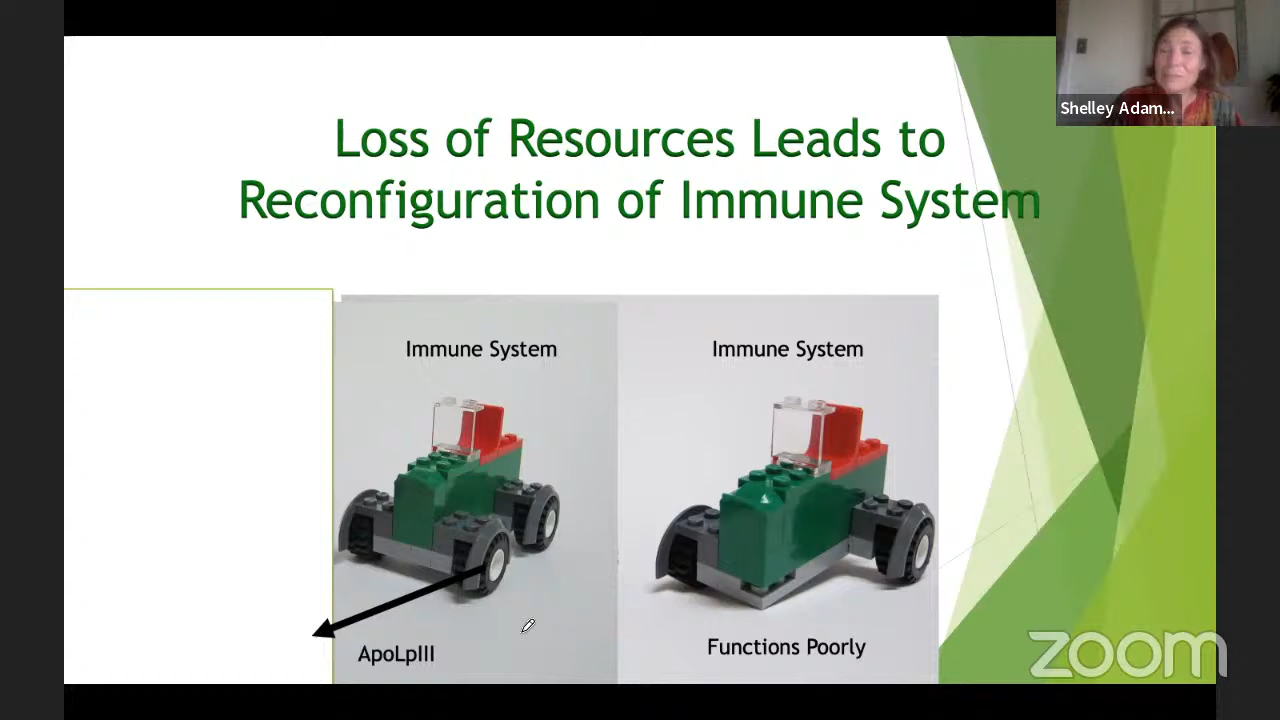 Shelley Adam...
Loss of Resources Leads to
Reconfiguration of Immune System
Immune System
Immune System
ApoLpIII
Functions Poorly
zoom